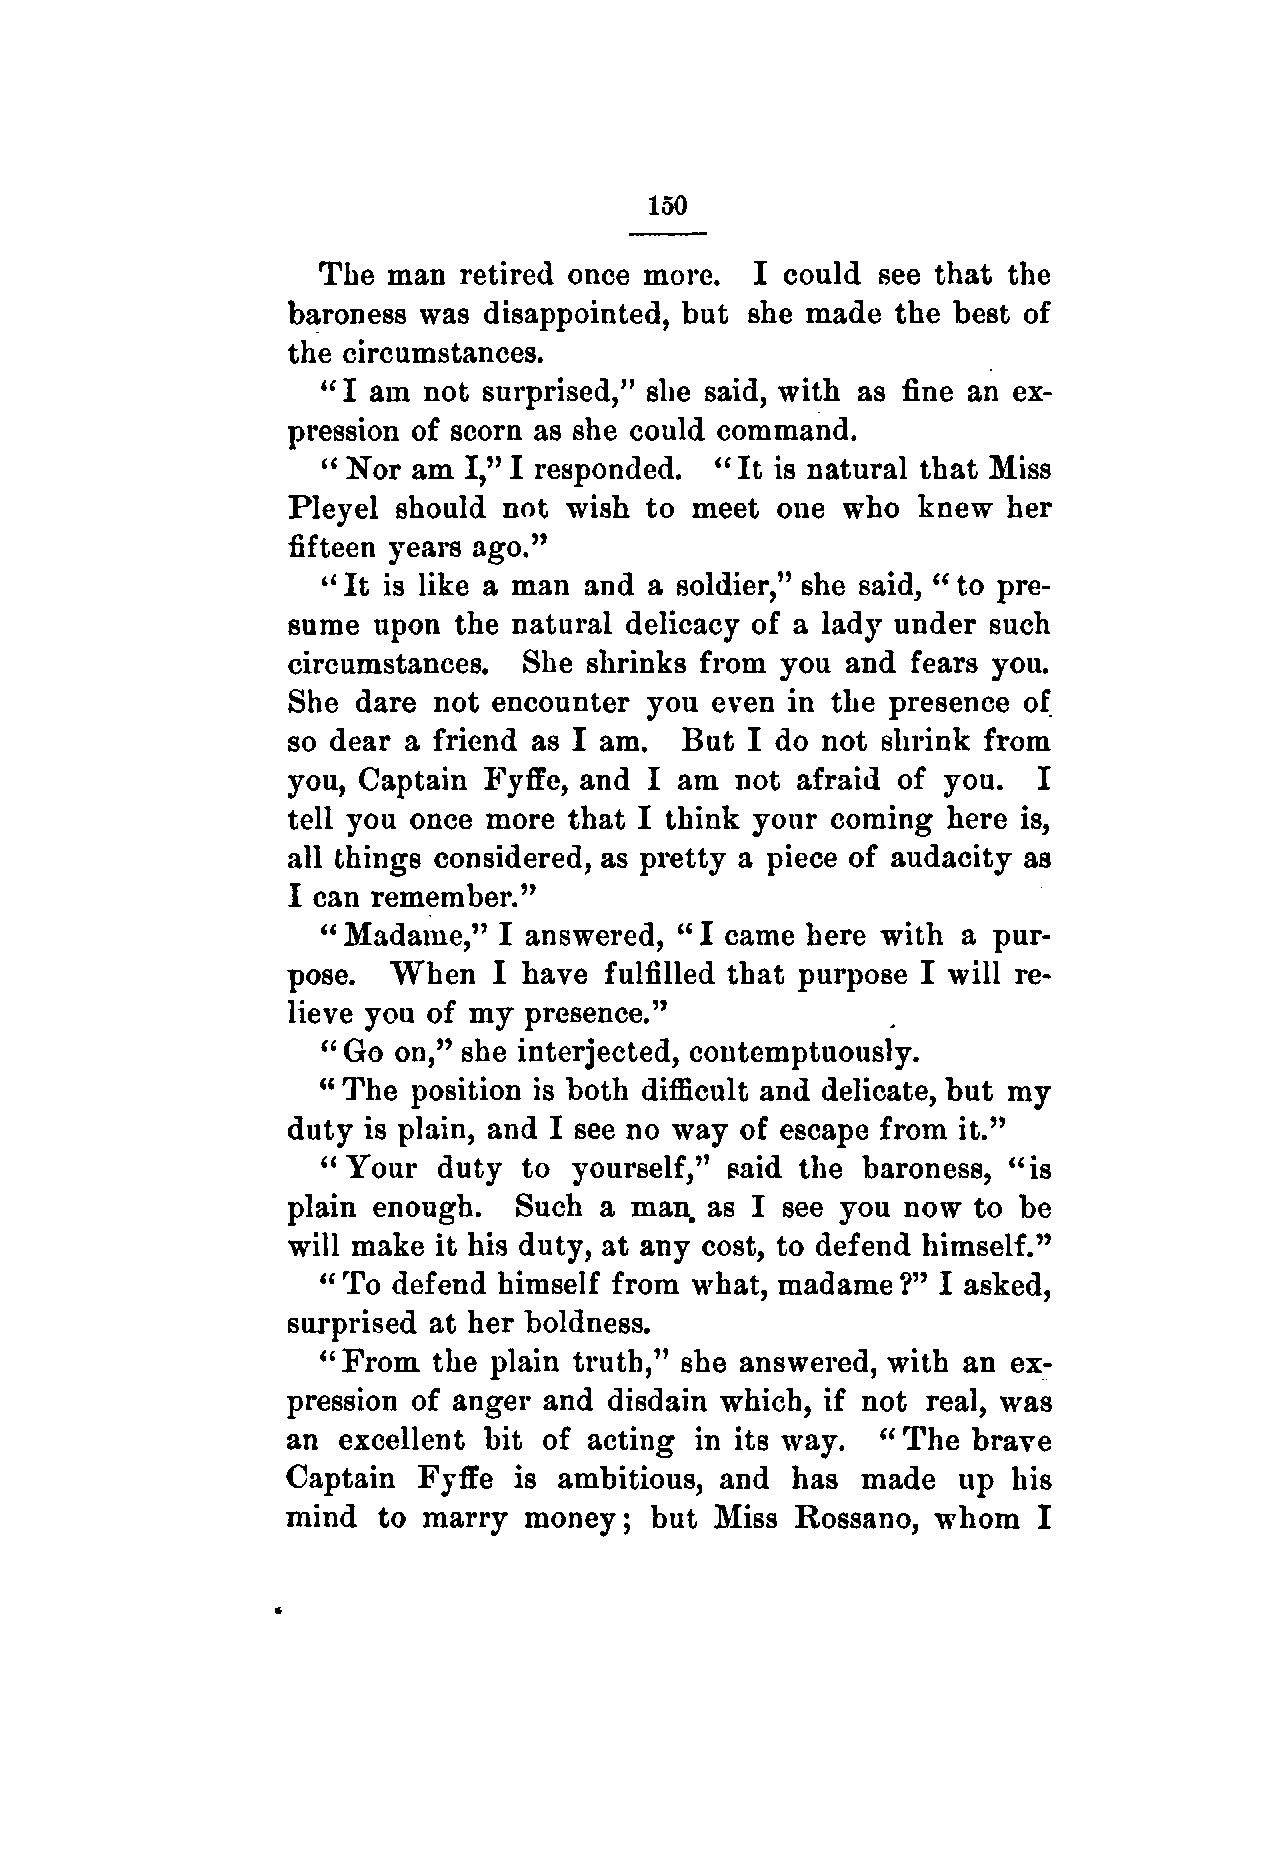 150
The man retired once more. I could see that the
baroness was disappointed, but she made the best of
the circumstances.
“I am not surprised,” she said, with as fine an ex-
pression of scorn as she could command.
“Nor am I,” I responded. “It is natural that Miss
Pleyel should not wish to meet one who knew her
fifteen years ago.”
“It is like a man and a soldier,” she said, “to pre-
sume upon the natural delicacy of a lady under such
circumstances. She shrinks from you and fears you.
She dare not encounter you even in the presence of
so dear a friend as I am. But I do not shrink from
you, Captain Fyffe, and I am not afraid of you. I
tell you once more that I think your coming here is,
all things considered, as pretty a piece of audacity as
I can remember.”
“Madame,” I answered, “I came here with a pur-
pose. When I have fulfilled that purpose I will re-
lieve you of my presence.”
“Go on,” she interjected, contemptuously.
“The position is both difficult and delicate, but my
duty is plain, and I see no way of escape from it.”
“Your duty to yourself,” said the baroness, “is
plain enough. Such a man as I see you now to be
will make it his duty, at any cost, to defend himself.”
“To defend himself from what, madame?” I asked,
surprised at her boldness.
“From the plain truth,” she answered, with an ex-
pression of anger and disdain which, if not real, was
an excellent bit of acting in its way. “The brave
Captain Fyffe is ambitious, and has made up his
mind to marry money; but Miss Rossano, whom I